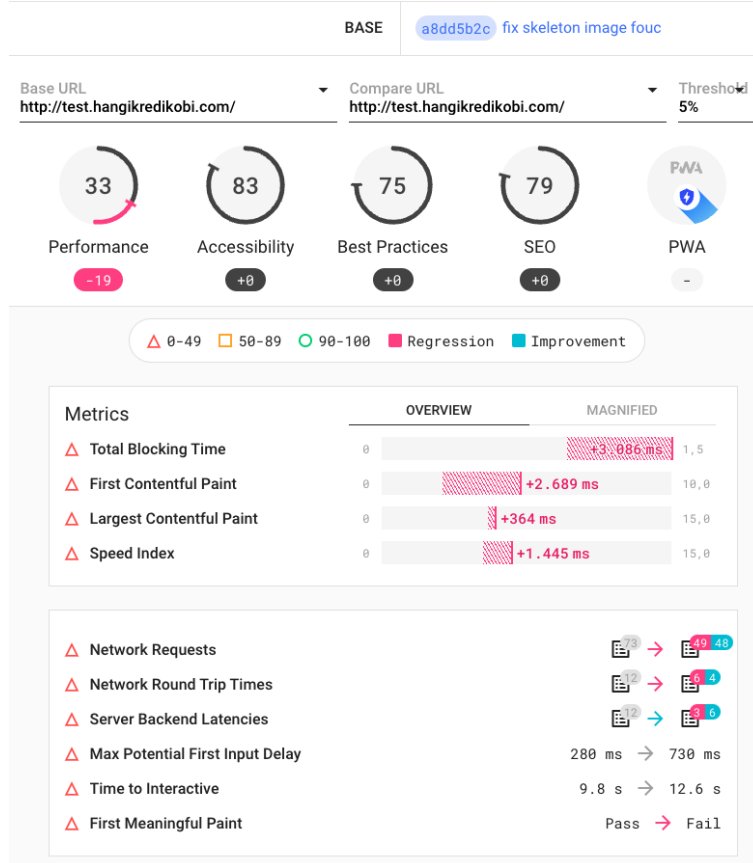 BASE a8dd5b2c fix skeleton image fouc
Base URL Compare URL Threshold
http://test.hangikredikobi.com/ http://test.hangikredikobi.com/ 5%
33 83 75 79 PWA
Performance Accessibility Best Practices SEO PWA
-19 +0 +0 +0 -
0-49 50-89 90-100 Regression Improvement
Metrics OVERVIEW MAGNIFIED
Total Blocking Time 0 +3.086 ms 1,5
First Contentful Paint 0 +2.689 ms 10,0
Largest Contentful Paint 0 +364 ms 15,0
Speed Index 0 +1.445 ms 15,0
Network Requests 73 49 48
Network Round Trip Times 12 6 4
Server Backend Latencies 12 3 6
Max Potential First Input Delay 280 ms 730 ms
Time to Interactive 9.8 s 12.6 s
First Meaningful Paint Pass Fail